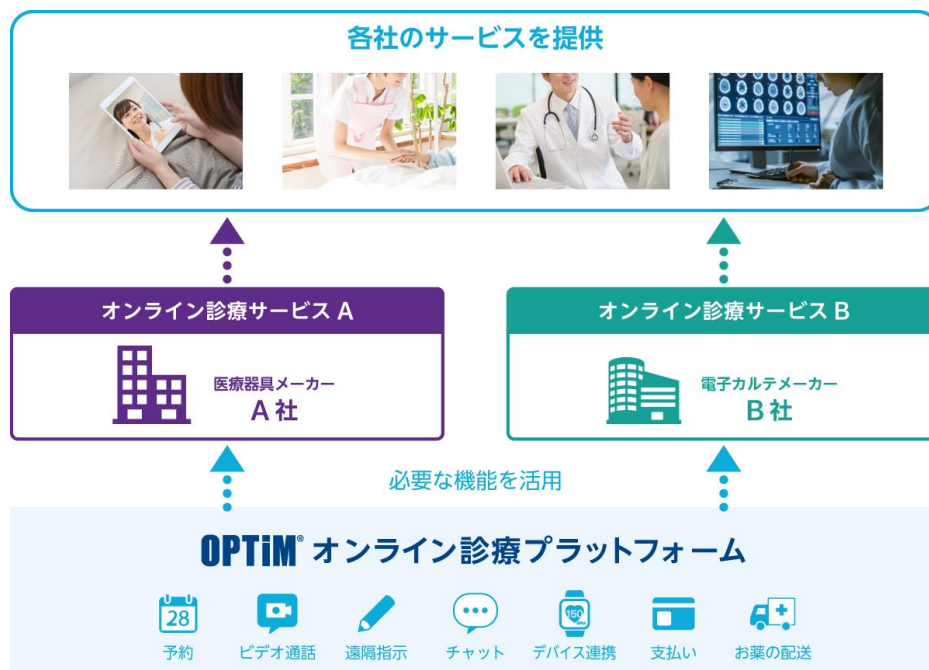 各社のサービスを提供
オンライン診療サービス A
オンライン診療サービス B
医療器具メーカー
A 社
電子カルテメーカー
B 社
必要な機能を活用
OPTiM® オンライン診療プラットフォーム
28
150
予約
ビデオ通話
遠隔指示
チャット
デバイス連携
支払い
お薬の配送